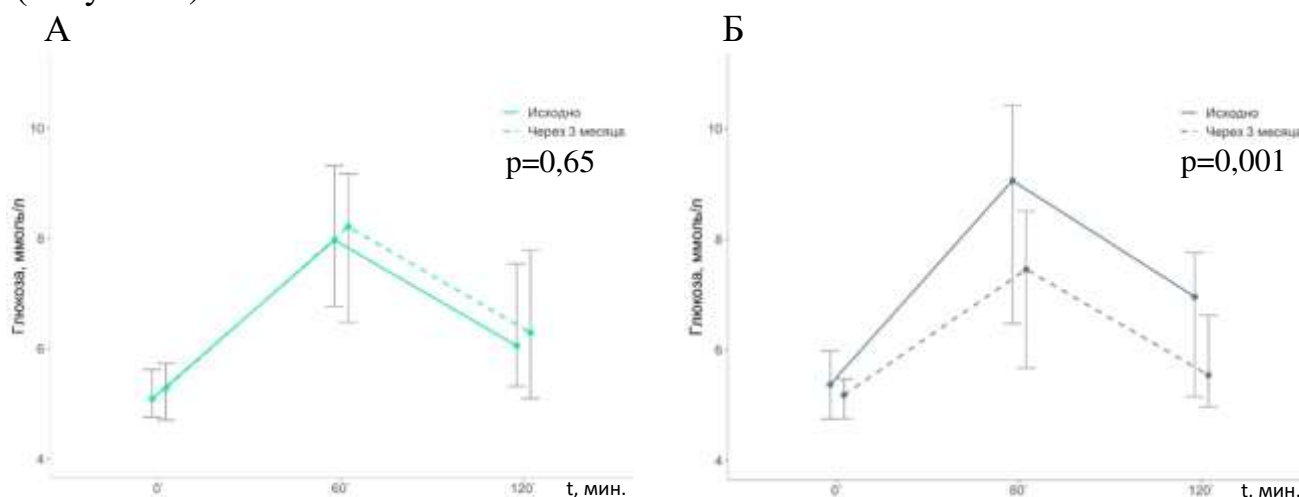 А
Глюкоза, ммоль/л
10
8
6
4
Исходно
Через 3 месяца
p=0,65
0'
60'
120'
t, мин.
Б
Глюкоза, ммоль/л
10
8
6
4
Исходно
Через 3 месяца
p=0,001
0'
60'
120'
t, мин.